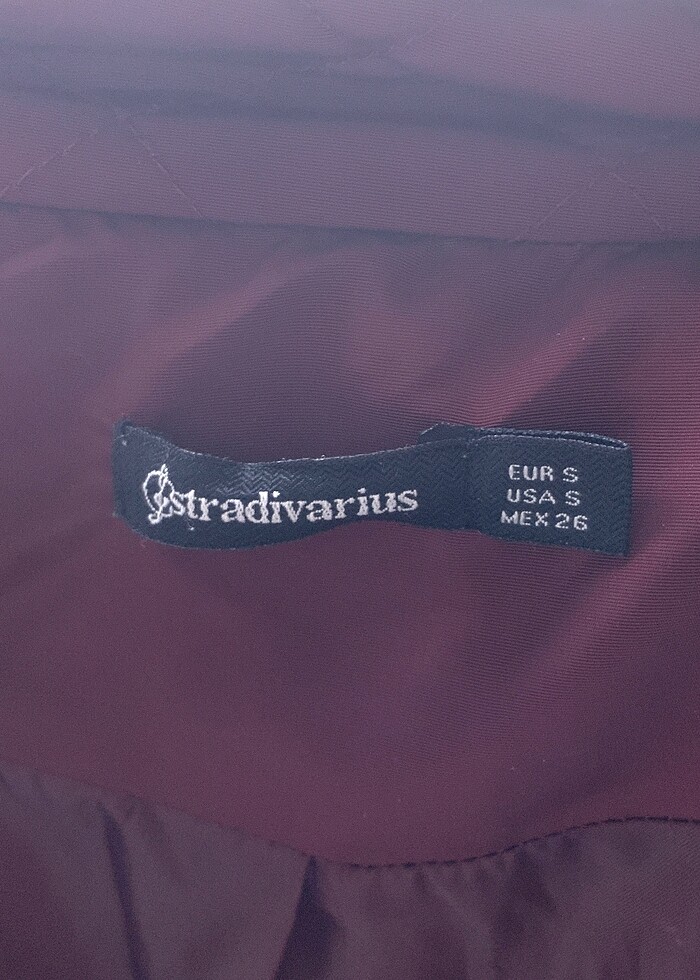 stradivarius
EUR S
USA S
MEX 26